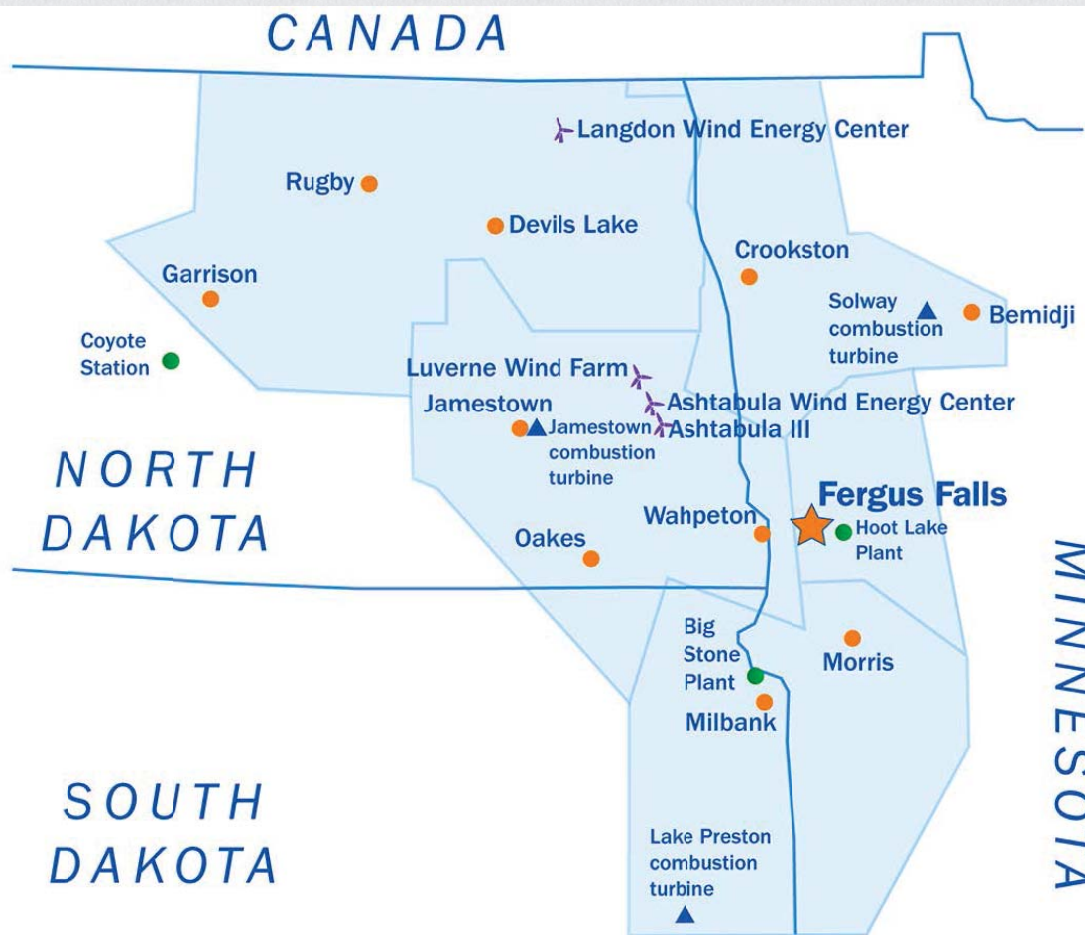 CANADA
Langdon Wind Energy Center
Rugby
Devils Lake
Crookston
Garrison
Solway
combustion
turbine
Bemidji
Coyote
Station
Luverne Wind Farm
Jamestown
Ashtabula Wind Energy Center
Ashtabula III
Jamestown
combustion
turbine
NORTH
DAKOTA
Fergus Falls
Wahpeton
Hoot Lake
Plant
Oakes
MINNESOTA
Big
Stone
Plant
Morris
Milbank
SOUTH
DAKOTA
Lake Preston
combustion
turbine